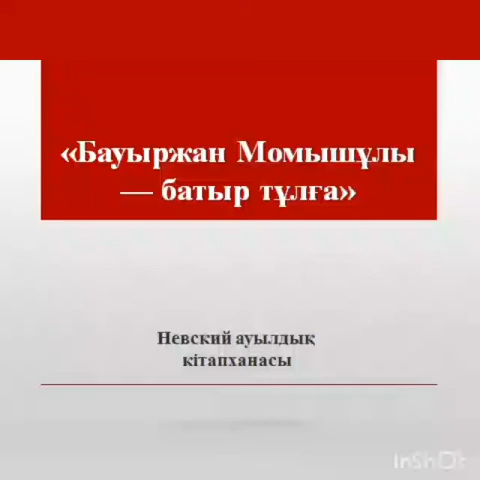 «Бауыржан Момышұлы
— батыр тұлға»
Невский ауылдық
кітапханасы
InShOt